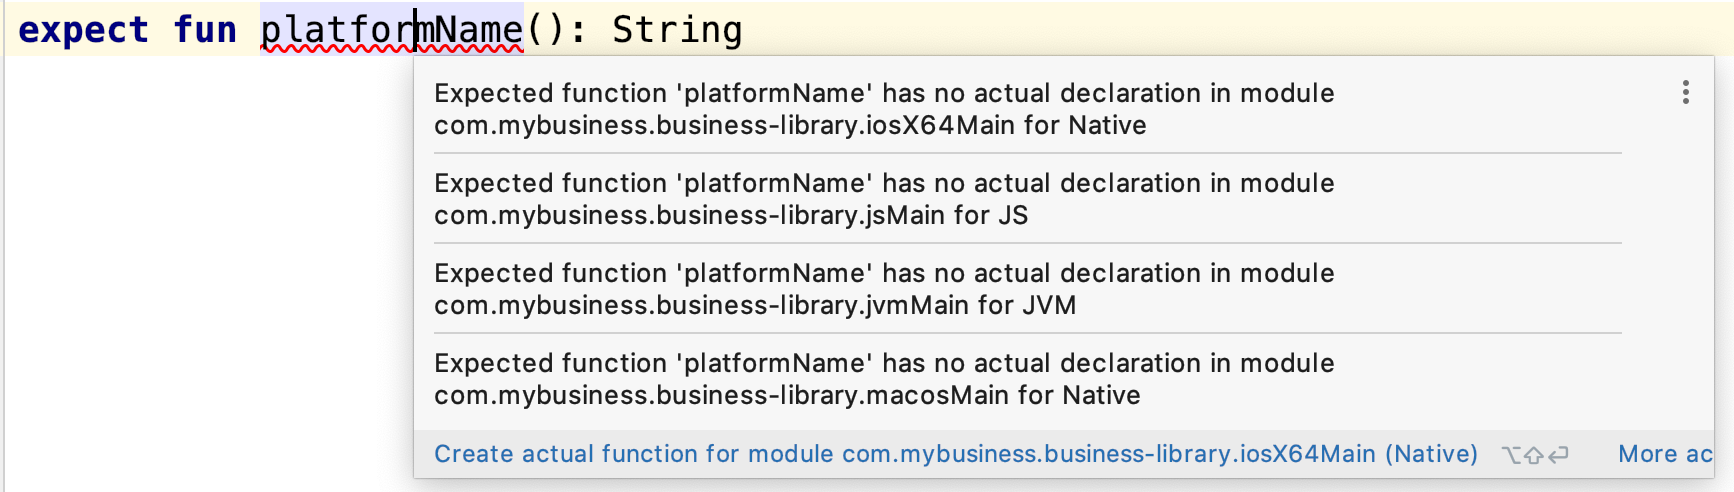 expect fun platformName(): String
Expected function 'platformName' has no actual declaration in module
com.mybusiness.business-library.iosX64Main for Native
Expected function 'platformName' has no actual declaration in module
com.mybusiness.business-library.jsMain for JS
Expected function 'platformName' has no actual declaration in module
com.mybusiness.business-library.jvmMain for JVM
Expected function 'platformName' has no actual declaration in module
com.mybusiness.business-library.macosMain for Native
Create actual function for module com.mybusiness.business-library.iosX64Main (Native) ⌥⇧⏎ More ac